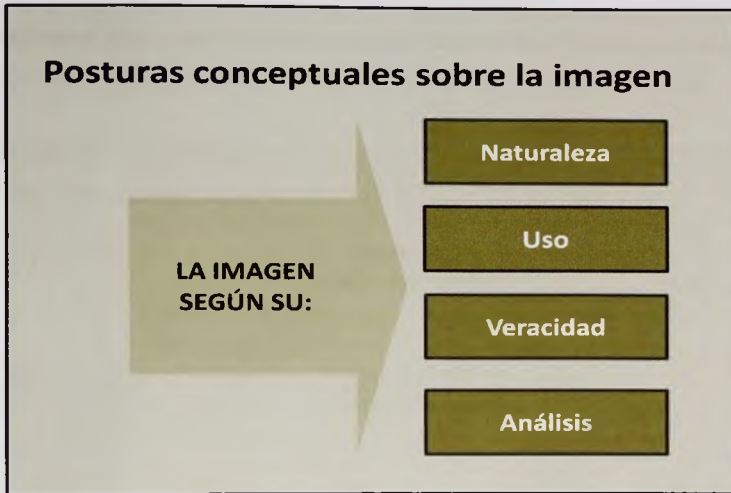 Posturas conceptuales sobre la imagen
LA IMAGEN
SEGÚN SU:
Naturaleza
Uso
Veracidad
Análisis